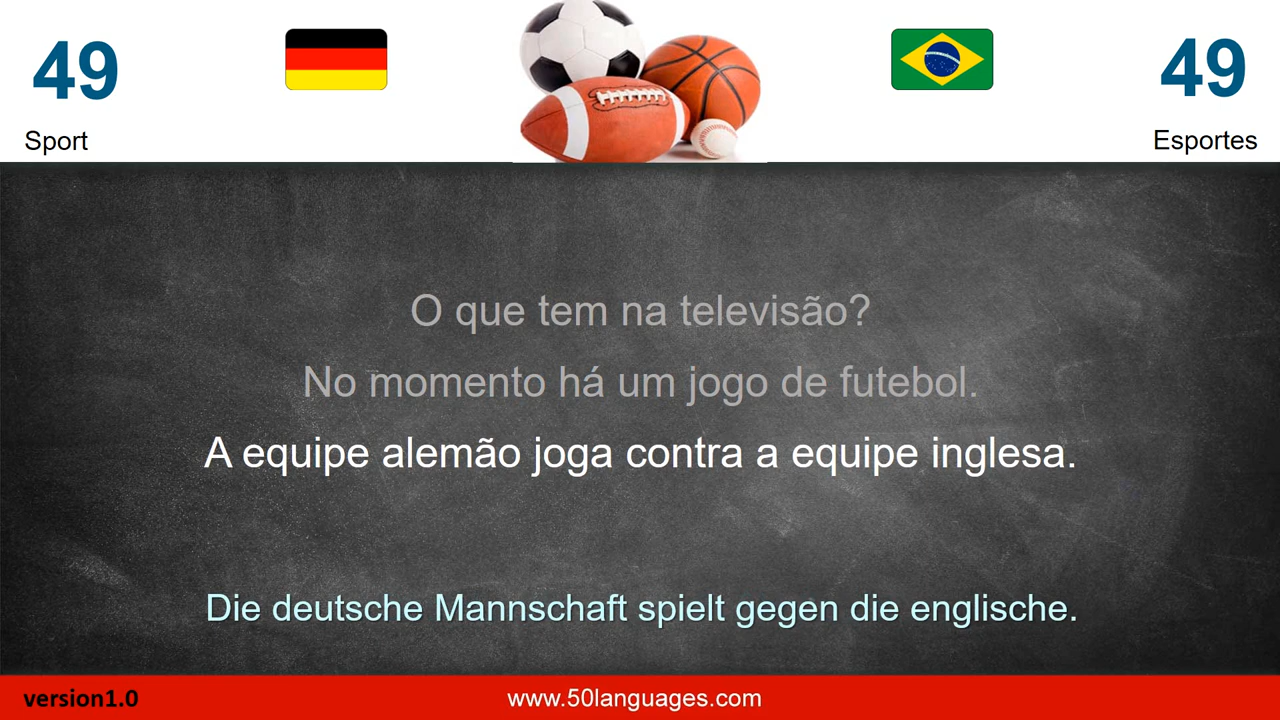 49
49
Sport
Esportes
O que tem na televisão?
No momento há um jogo de futebol.
A equipe alemão joga contra a equipe inglesa.
Die deutsche Mannschaft spielt gegen die englische.
version1.0
www.50languages.com